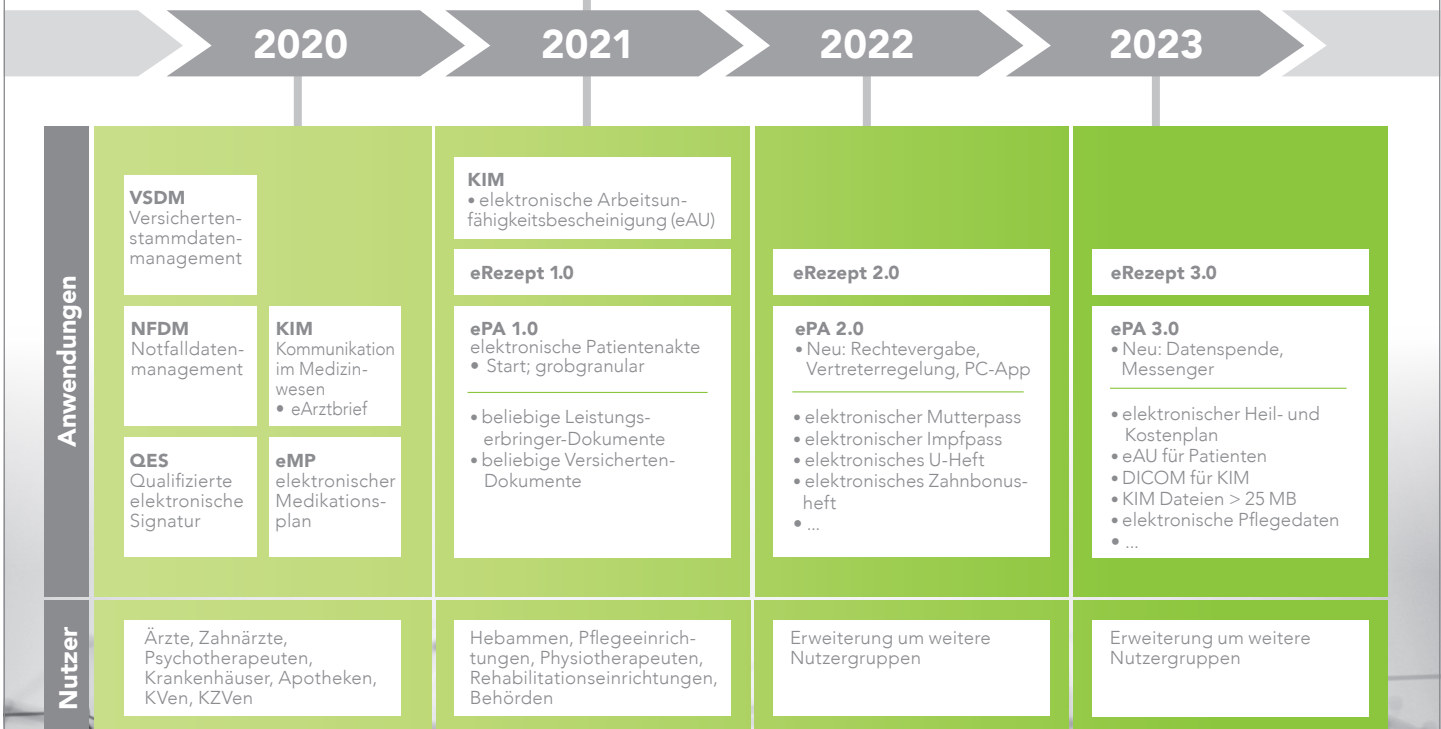 2020
2021
2022
2023
Anwendungen
VSDM
Versicherten-
stammdaten-
management
NFDM
Notfalldaten-
management
KIM
Kommunikation
im Medizin-
wesen
• eArztbrief
QES
Qualifizierte
elektronische
Signatur
eMP
elektronischer
Medikations-
plan
KIM
• elektronische Arbeitsun-
fähigkeitsbescheinigung (eAU)
eRezept 1.0
ePA 1.0
elektronische Patientenakte
• Start; grobgranular
• beliebige Leistungs-
erbringer-Dokumente
• beliebige Versicherten-
Dokumente
eRezept 2.0
ePA 2.0
• Neu: Rechtevergabe,
Vertreterregelung, PC-App
• elektronischer Mutterpass
• elektronischer Impfpass
• elektronisches U-Heft
• elektronisches Zahnbonus-
heft
• ...
eRezept 3.0
ePA 3.0
• Neu: Datenspende,
Messenger
• elektronischer Heil- und
Kostenplan
• eAU für Patienten
• DICOM für KIM
• KIM Dateien > 25 MB
• elektronische Pflegedaten
• ...
Nutzer
Ärzte, Zahnärzte,
Psychotherapeuten,
Krankenhäuser, Apotheken,
KVen, KZVen
Hebammen, Pflegeeinrich-
tungen, Physiotherapeuten,
Rehabilitationseinrichtungen,
Behörden
Erweiterung um weitere
Nutzergruppen
Erweiterung um weitere
Nutzergruppen